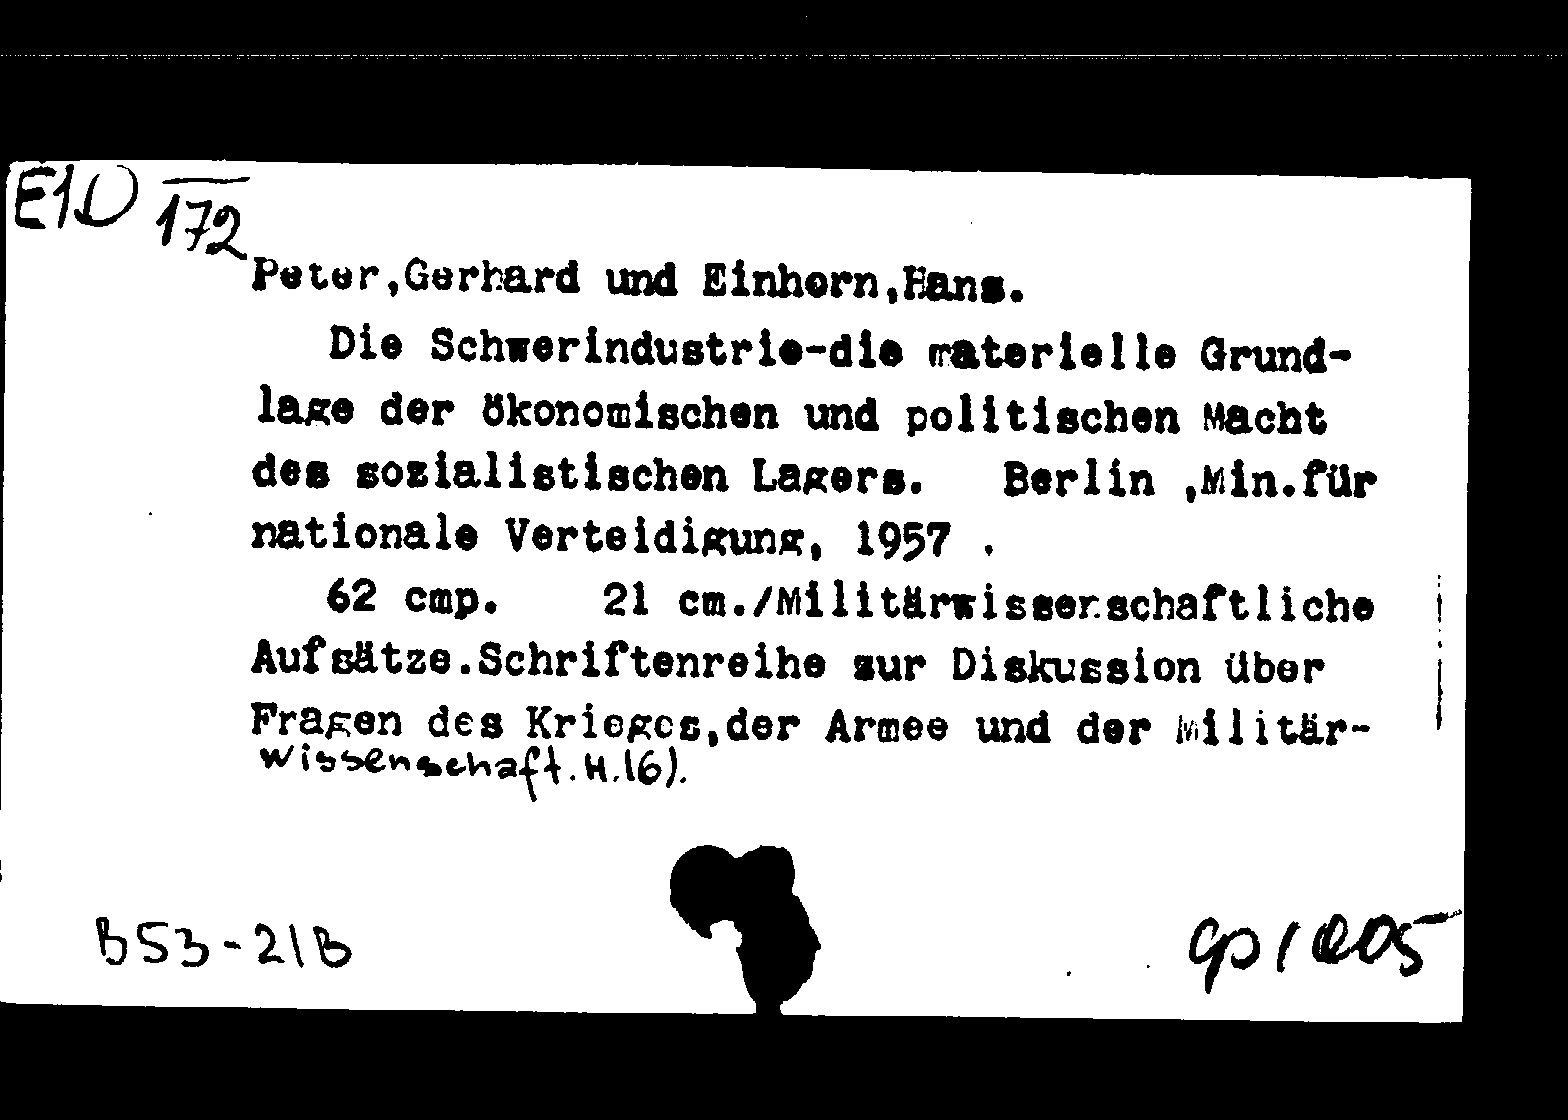 E1D 172
Peter,Gerhard und Einhorn,Hans.
Die Schwerindustrie-die materielle Grund-
lage der ökonomischen und politischen Macht
des sozialistischen Lagers. Berlin ,Min.für
nationale Verteidigung, 1957 .
62 cmp. 21 cm./Militärwissenschaftliche
Aufsätze.Schriftenreihe zur Diskussion über
Fragen des Krieges,der Armee und der Militär-
wissenschaft.H.16).
B53-21B